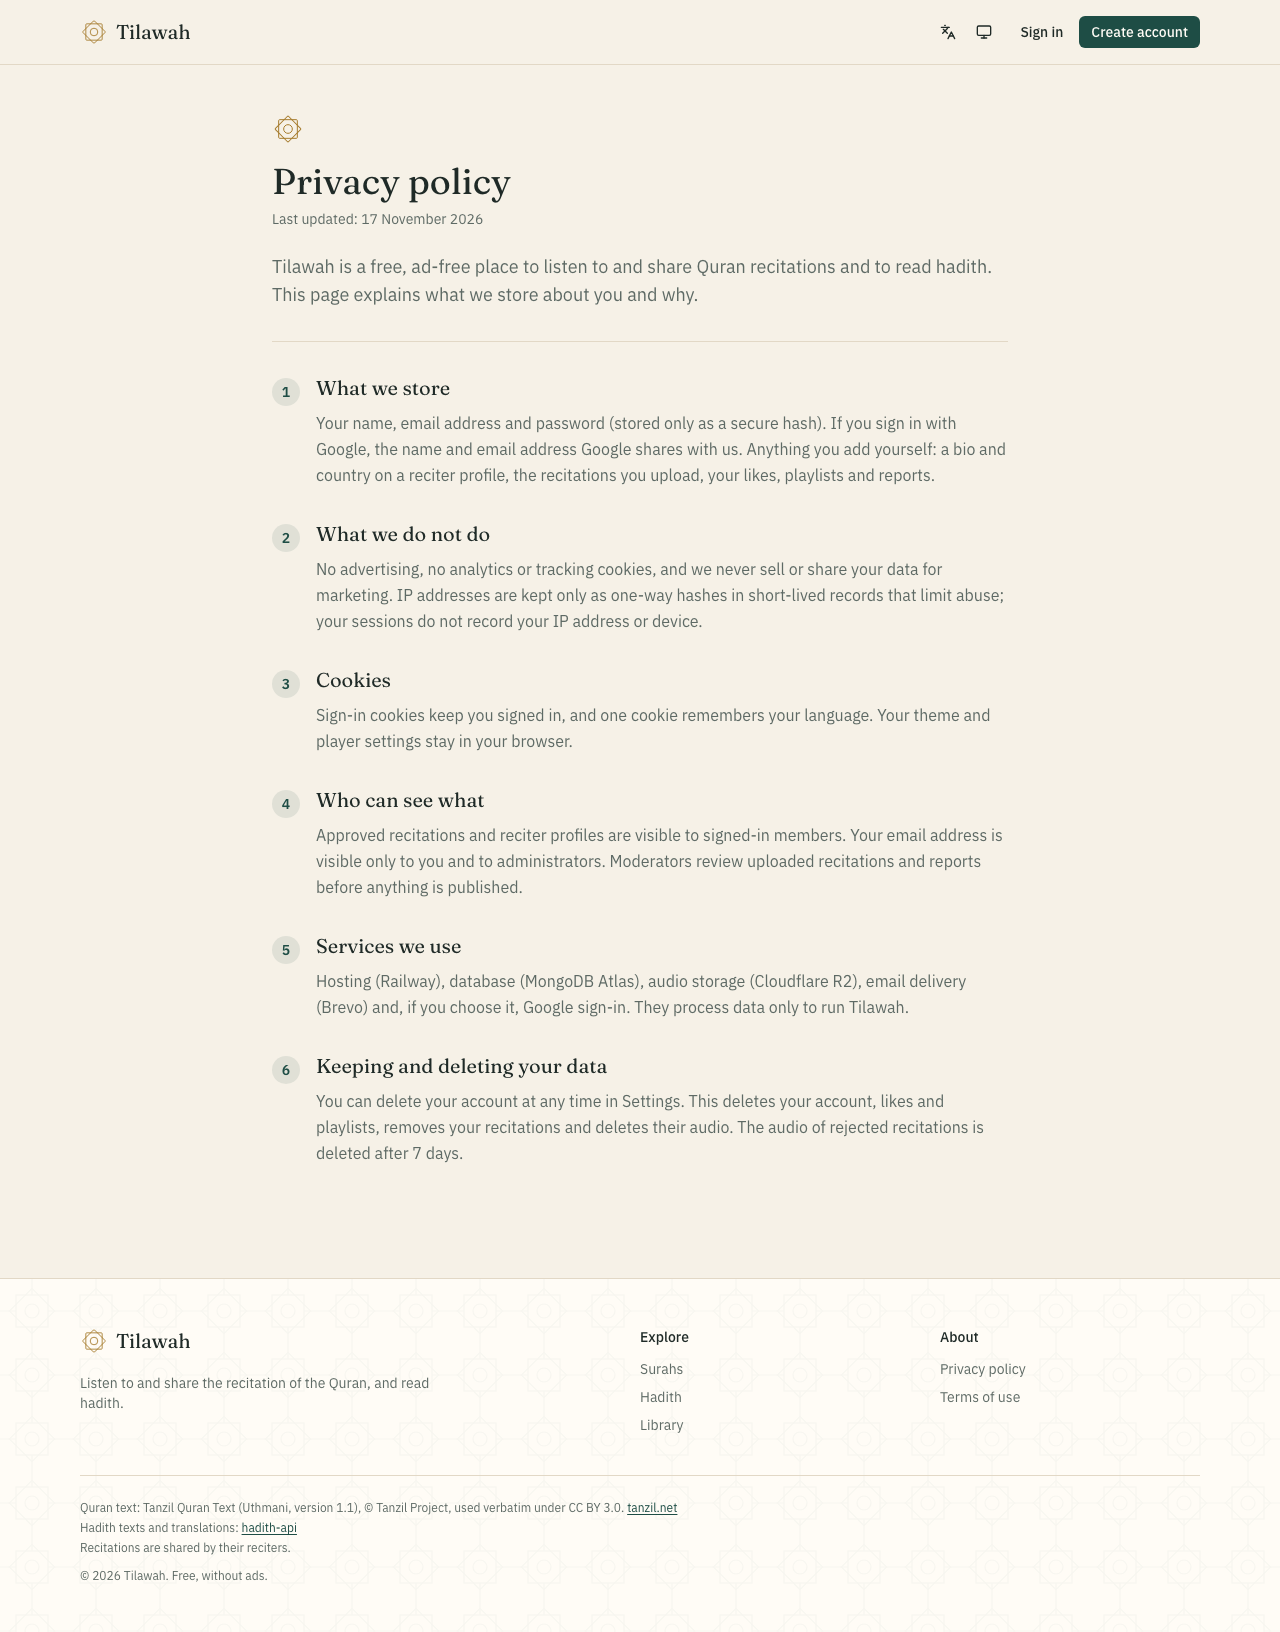 Tilawah
Sign in
Create account
Privacy policy
Last updated: 17 November 2026
Tilawah is a free, ad-free place to listen to and share Quran recitations and to read hadith.
This page explains what we store about you and why.
1
What we store
Your name, email address and password (stored only as a secure hash). If you sign in with
Google, the name and email address Google shares with us. Anything you add yourself: a bio and
country on a reciter profile, the recitations you upload, your likes, playlists and reports.
2
What we do not do
No advertising, no analytics or tracking cookies, and we never sell or share your data for
marketing. IP addresses are kept only as one-way hashes in short-lived records that limit abuse;
your sessions do not record your IP address or device.
3
Cookies
Sign-in cookies keep you signed in, and one cookie remembers your language. Your theme and
player settings stay in your browser.
4
Who can see what
Approved recitations and reciter profiles are visible to signed-in members. Your email address is
visible only to you and to administrators. Moderators review uploaded recitations and reports
before anything is published.
5
Services we use
Hosting (Railway), database (MongoDB Atlas), audio storage (Cloudflare R2), email delivery
(Brevo) and, if you choose it, Google sign-in. They process data only to run Tilawah.
6
Keeping and deleting your data
You can delete your account at any time in Settings. This deletes your account, likes and
playlists, removes your recitations and deletes their audio. The audio of rejected recitations is
deleted after 7 days.
Tilawah
Listen to and share the recitation of the Quran, and read
hadith.
Explore
Surahs
Hadith
Library
About
Privacy policy
Terms of use
Quran text: Tanzil Quran Text (Uthmani, version 1.1), © Tanzil Project, used verbatim under CC BY 3.0. tanzil.net
Hadith texts and translations: hadith-api
Recitations are shared by their reciters.
© 2026 Tilawah. Free, without ads.